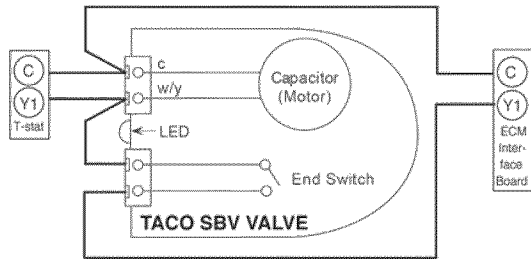 C
Y1
T-stat
c
w/y
LED
Capacitor
(Motor)
End Switch
TACO SBV VALVE
C
Y1
ECM
Inter-
face
Board